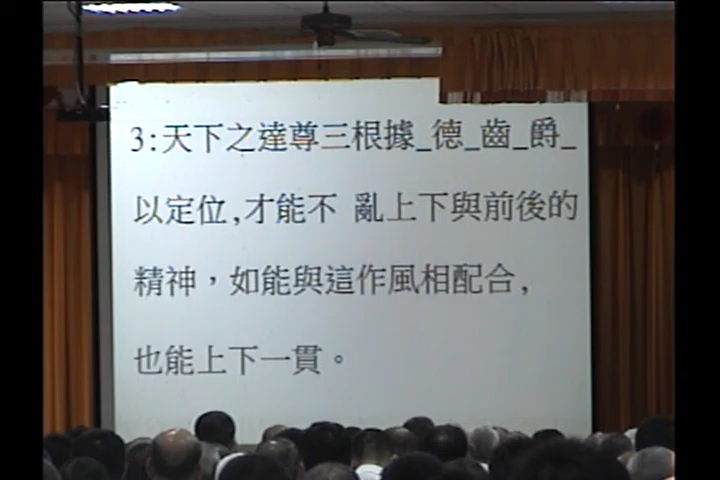 3:天下之達尊三根據_德_齒_爵_
以定位,才能不 亂上下與前後的
精神，如能與這作風相配合,
也能上下一貫。